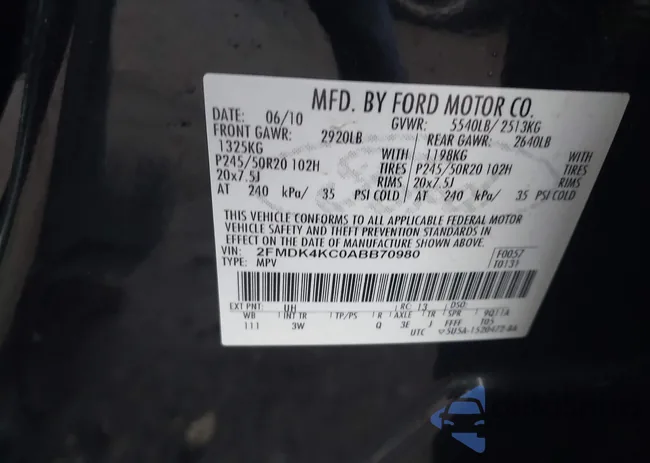 MFD. BY FORD MOTOR CO.
DATE: 06/10 GVWR: 5540LB/ 2513KG
FRONT GAWR: 2920LB REAR GAWR: 2640LB
1325KG WITH 1198KG WITH
P245/50R20 102H TIRES P245/50R20 102H TIRES
20x7.5J RIMS 20x7.5J RIMS
AT 240 kPa/ 35 PSI COLD AT 240 kPa/ 35 PSI COLD
THIS VEHICLE CONFORMS TO ALL APPLICABLE FEDERAL MOTOR
VEHICLE SAFETY AND THEFT PREVENTION STANDARDS IN
EFFECT ON THE DATE OF MANUFACTURE SHOWN ABOVE.
VIN: 2FMDK4KC0ABB70980 F0057
TYPE: MPV T0131
EXT PNT: UH RC: 13 DSO:
WB INT TR TP/PS R AXLE TR SPR
111 3W Q 3E J FFFF T05
UTC